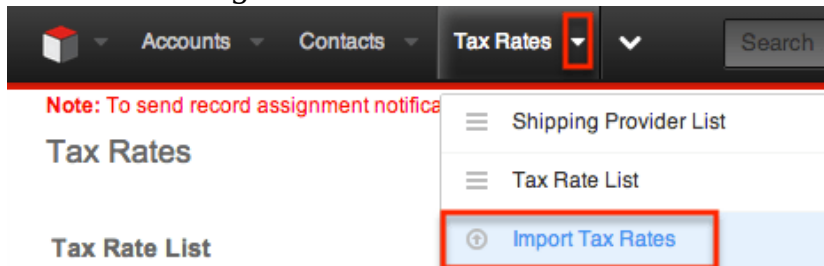 Accounts Contacts Tax Rates Search
Note: To send record assignment notifica
Shipping Provider List
Tax Rates
Tax Rate List
Import Tax Rates
Tax Rate List